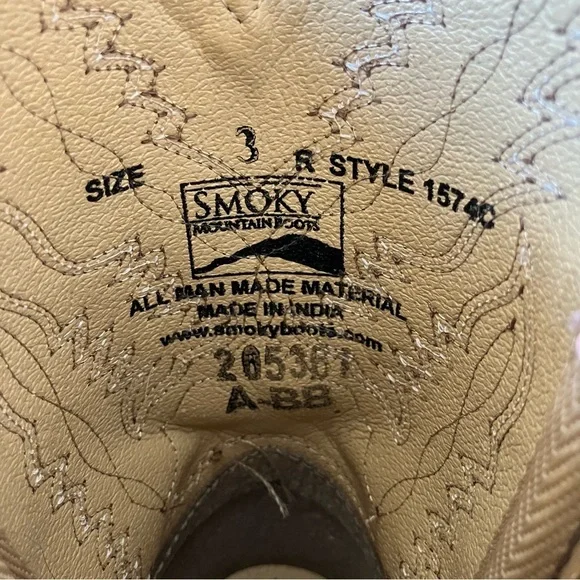 SIZE 3 R STYLE 1574C
SMOKY
MOUNTAIN BOOTS
ALL MAN MADE MATERIAL
MADE IN INDIA
www.smokyboots.com
265367
A-BB